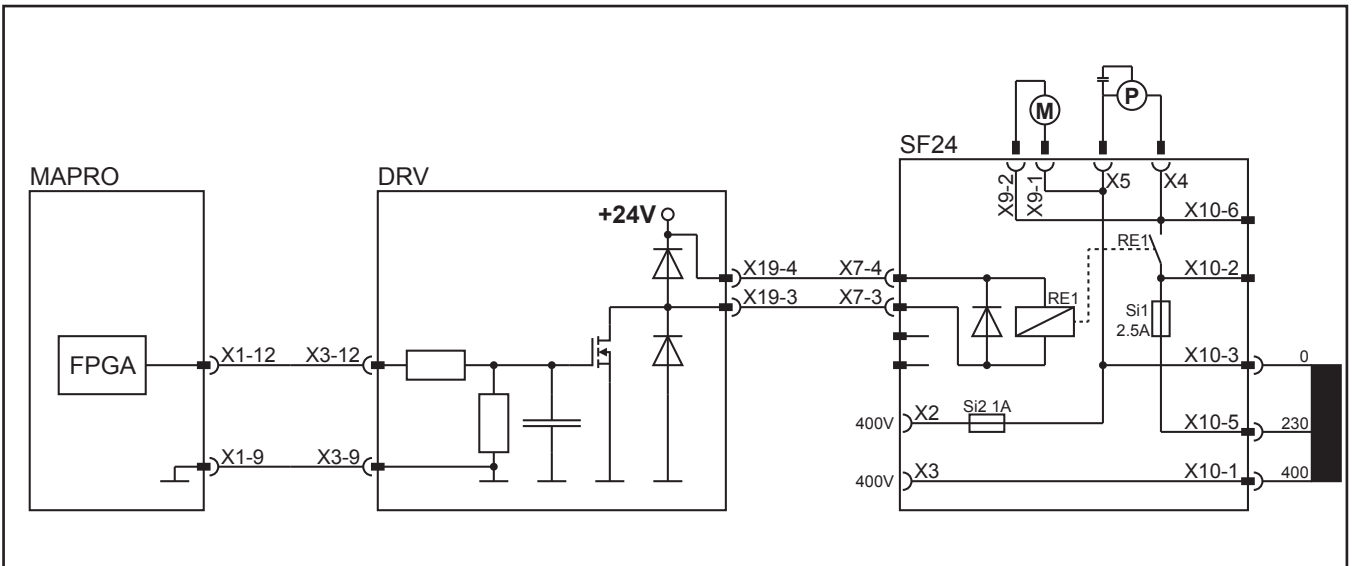 P
M
SF24
MAPRO
DRV
X9-2
X9-1
X5
X4
+24V
X10-6
RE1
X19-4
X7-4
X10-2
X19-3
X7-3
RE1
Si1
2.5A
FPGA
X1-12
X3-12
X10-3
0
400V
X2
Si2 1A
X10-5
230
X1-9
X3-9
400V
X3
X10-1
400